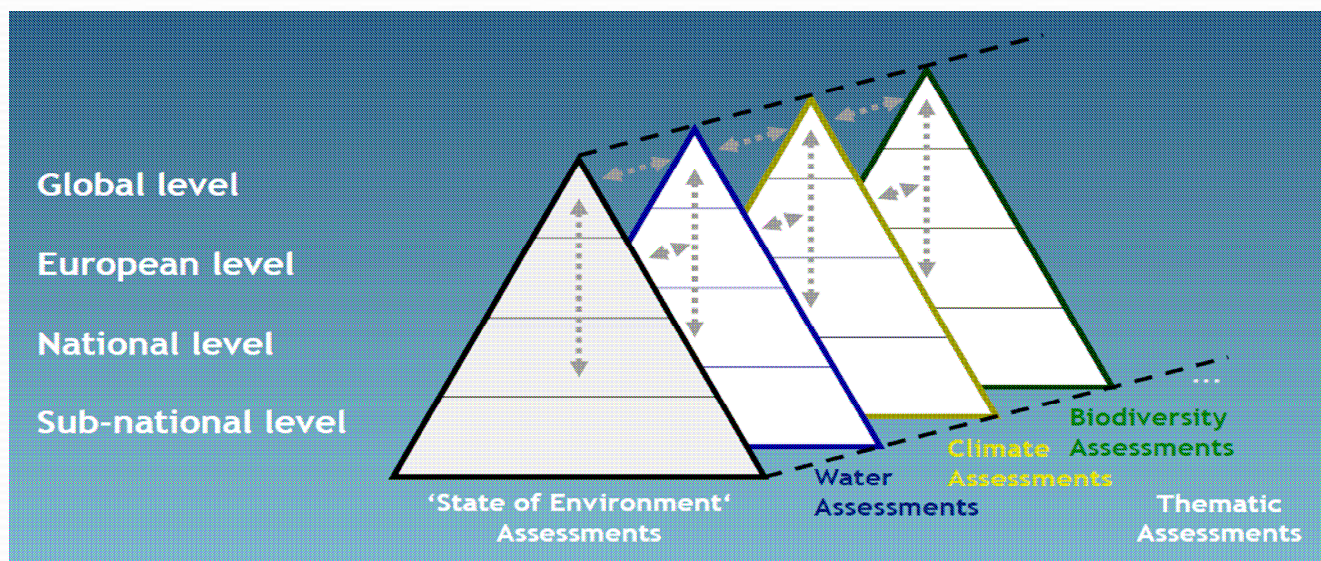 Global level
European level
National level
Sub-national level
‘State of Environment‘
Assessments
Water
Assessments
Climate
Assessments
Biodiversity
Assessments
...
Thematic
Assessments